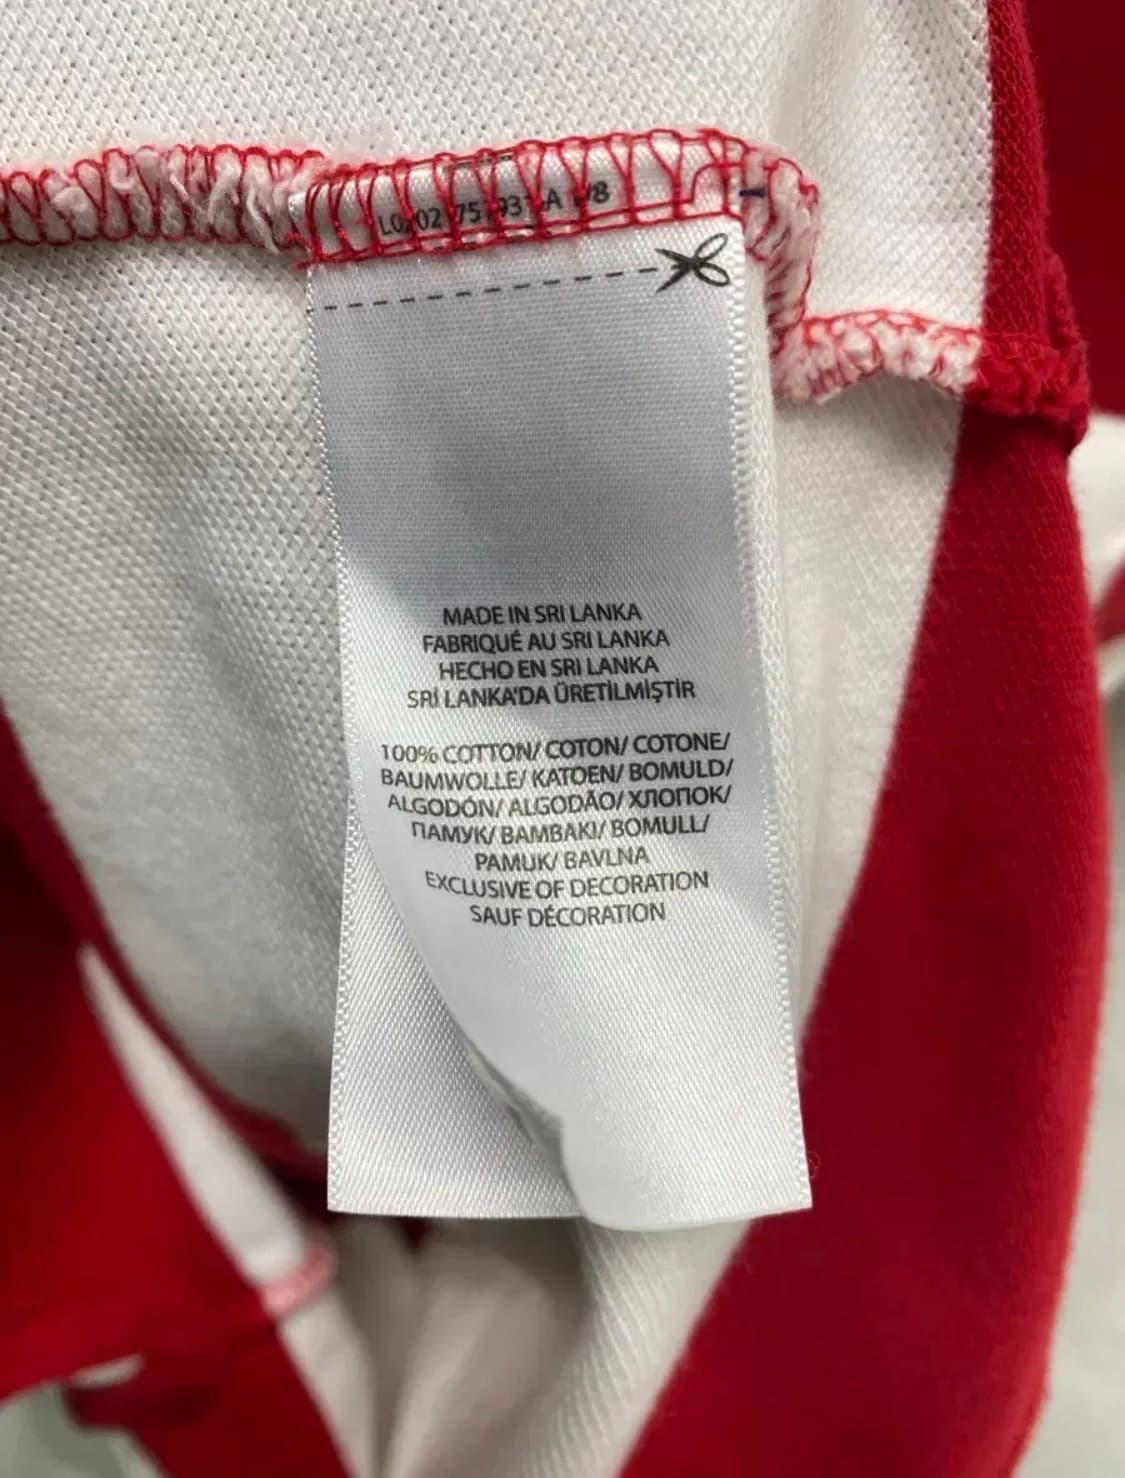 MADE IN SRI LANKA
FABRIQUÉ AU SRI LANKA
HECHO EN SRI LANKA
SRİ LANKA'DA ÜRETİLMİŞTİR
100% COTTON/ COTON/ COTONE/
BAUMWOLLE/ KATOEN/ BOMULD/
ALGODÓN/ ALGODÃO/ ХЛОПОК/
ПАМУК/ BAMBAKI/ BOMULL/
PAMUK/ BAVLNA
EXCLUSIVE OF DECORATION
SAUF DÉCORATION